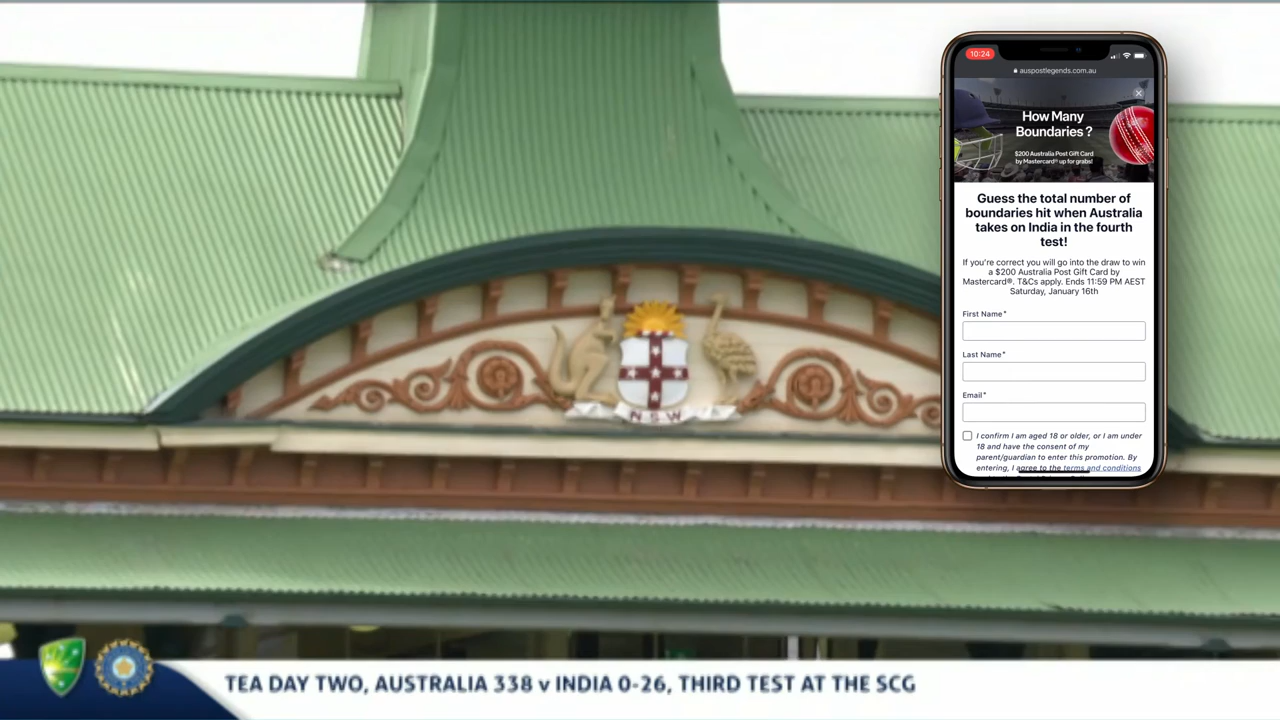 10:24
auspostlegends.com.au
How Many
Boundaries ?
$200 Australia Post Gift Card
by Mastercard® up for grabs!
Guess the total number of
boundaries hit when Australia
takes on India in the fourth
test!
If you're correct you will go into the draw to win
a $200 Australia Post Gift Card by
Mastercard®. T&Cs apply. Ends 11:59 PM AEST
Saturday, January 16th
First Name*
Last Name*
Email*
I confirm I am aged 18 or older, or I am under
18 and have the consent of my
parent/guardian to enter this promotion. By
entering, I agree to the terms and conditions
NSW
TEA DAY TWO, AUSTRALIA 338 v INDIA 0-26, THIRD TEST AT THE SCG